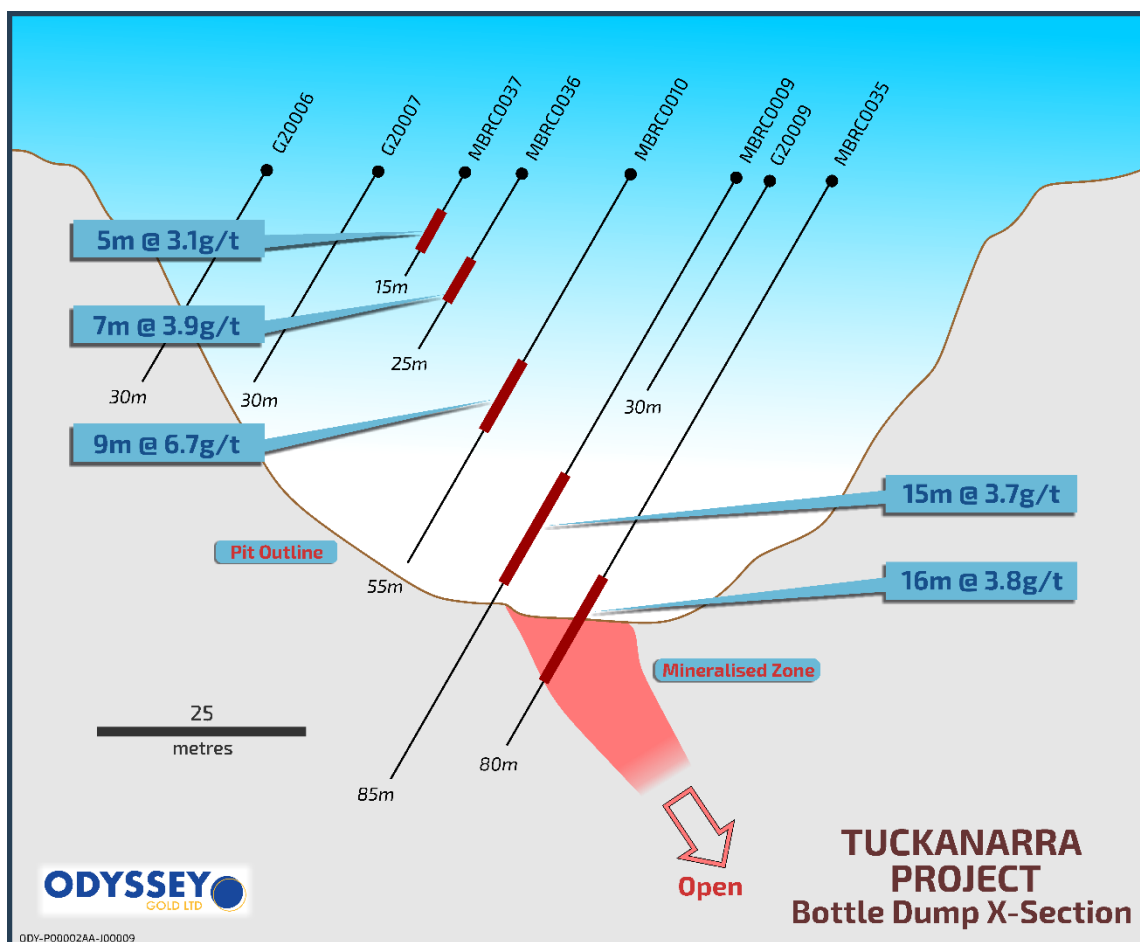 G20006
G20007
MBRC0037
MBRC0036
MBRC0010
MBRC0009
G20009
MBRC0035
5m @ 3.1g/t
15m
7m @ 3.9g/t
25m
30m
30m
30m
9m @ 6.7g/t
15m @ 3.7g/t
Pit Outline
55m
16m @ 3.8g/t
Mineralised Zone
25
metres
80m
85m
Open
TUCKANARRA
PROJECT
Bottle Dump X-Section
ODYSSEY
GOLD LTD
ODY-P00002AA-J00009